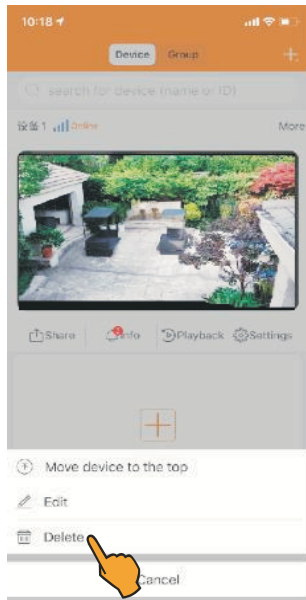 10:18
Device Group
search for device (name or ID)
设备1 Online
More
Share Info Playback Settings
Move device to the top
Edit
Delete
Cancel